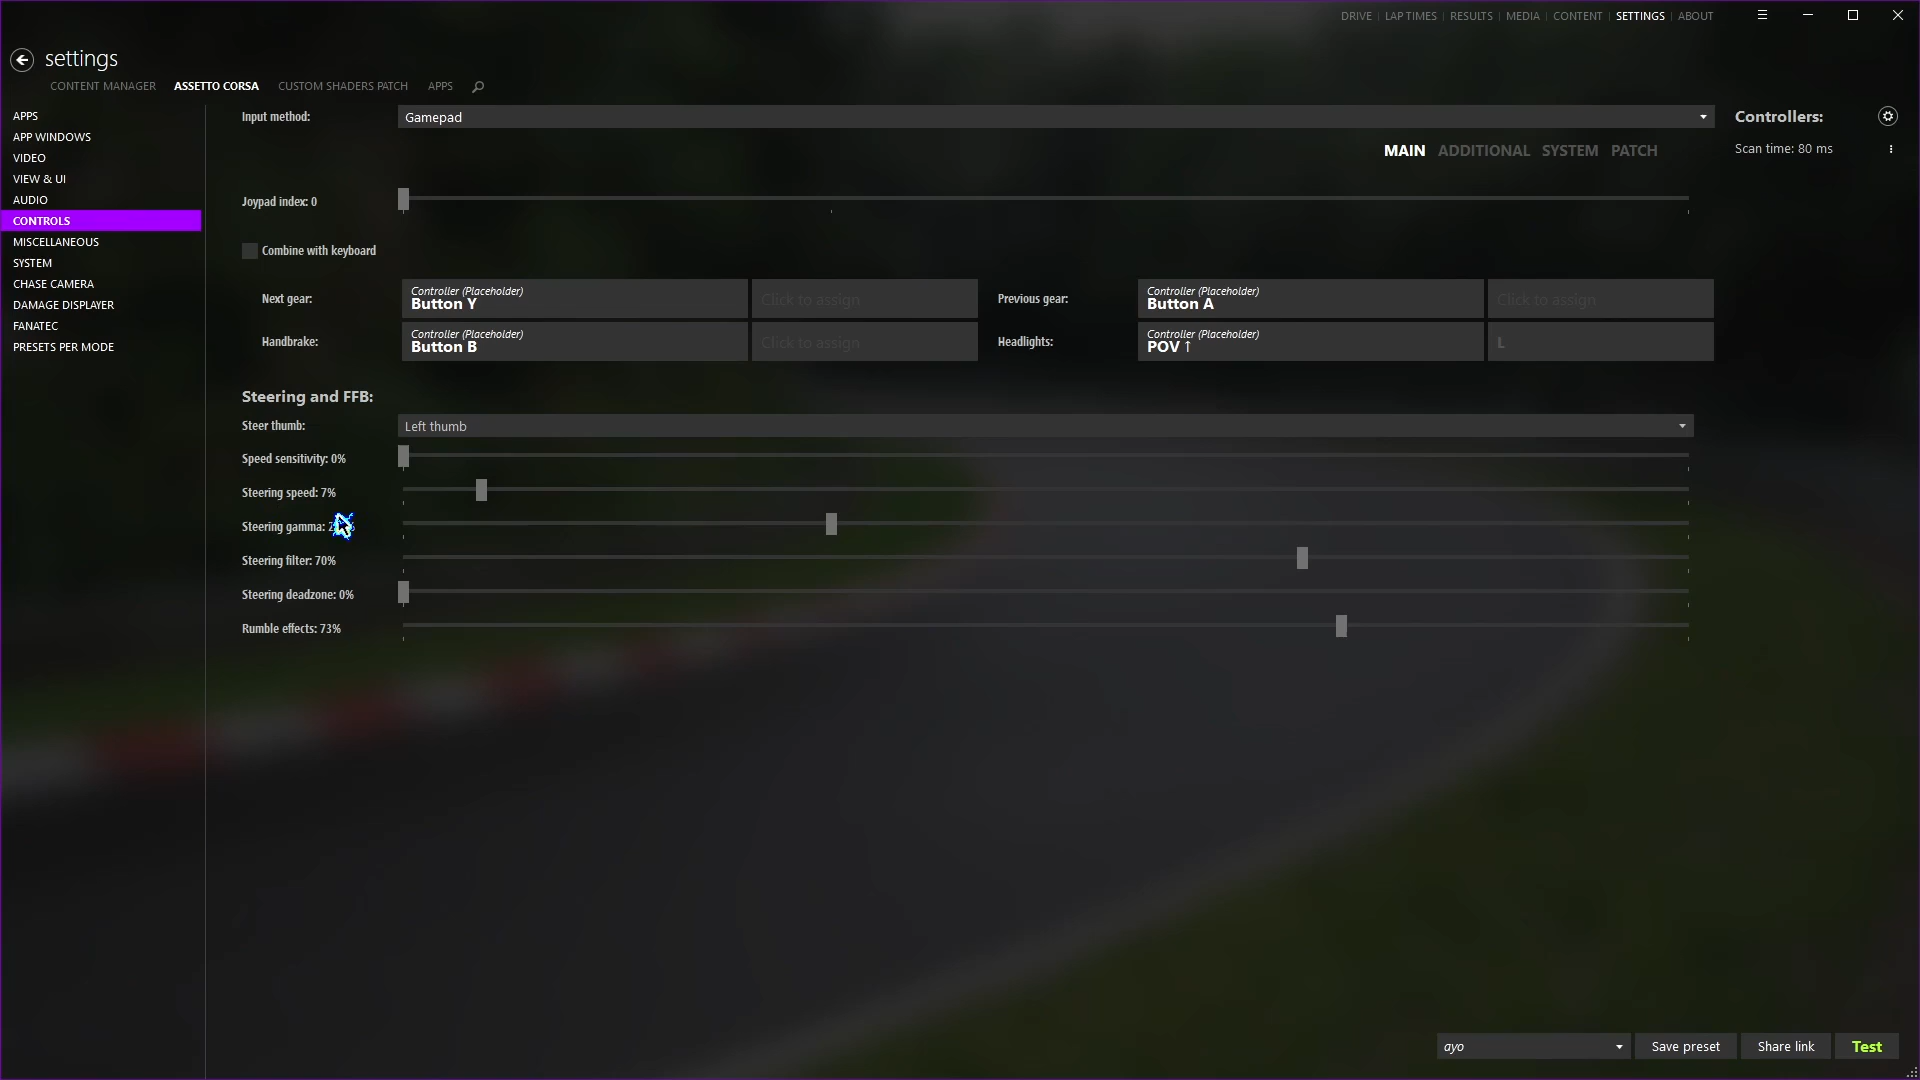 DRIVE | LAP TIMES | RESULTS | MEDIA | CONTENT | SETTINGS | ABOUT
settings
CONTENT MANAGER ASSETTO CORSA CUSTOM SHADERS PATCH APPS
APPS
APP WINDOWS
VIDEO
VIEW & UI
AUDIO
CONTROLS
MISCELLANEOUS
SYSTEM
CHASE CAMERA
DAMAGE DISPLAYER
FANATEC
PRESETS PER MODE
Input method: Gamepad
MAIN ADDITIONAL SYSTEM PATCH
Joypad index: 0
Combine with keyboard
Next gear: Controller (Placeholder) Button Y Click to assign
Previous gear: Controller (Placeholder) Button A Click to assign
Handbrake: Controller (Placeholder) Button B Click to assign
Headlights: Controller (Placeholder) POV ↑ L
Steering and FFB:
Steer thumb: Left thumb
Speed sensitivity: 0%
Steering speed: 7%
Steering gamma:
Steering filter: 70%
Steering deadzone: 0%
Rumble effects: 73%
Controllers:
Scan time: 80 ms
ayo Save preset Share link Test